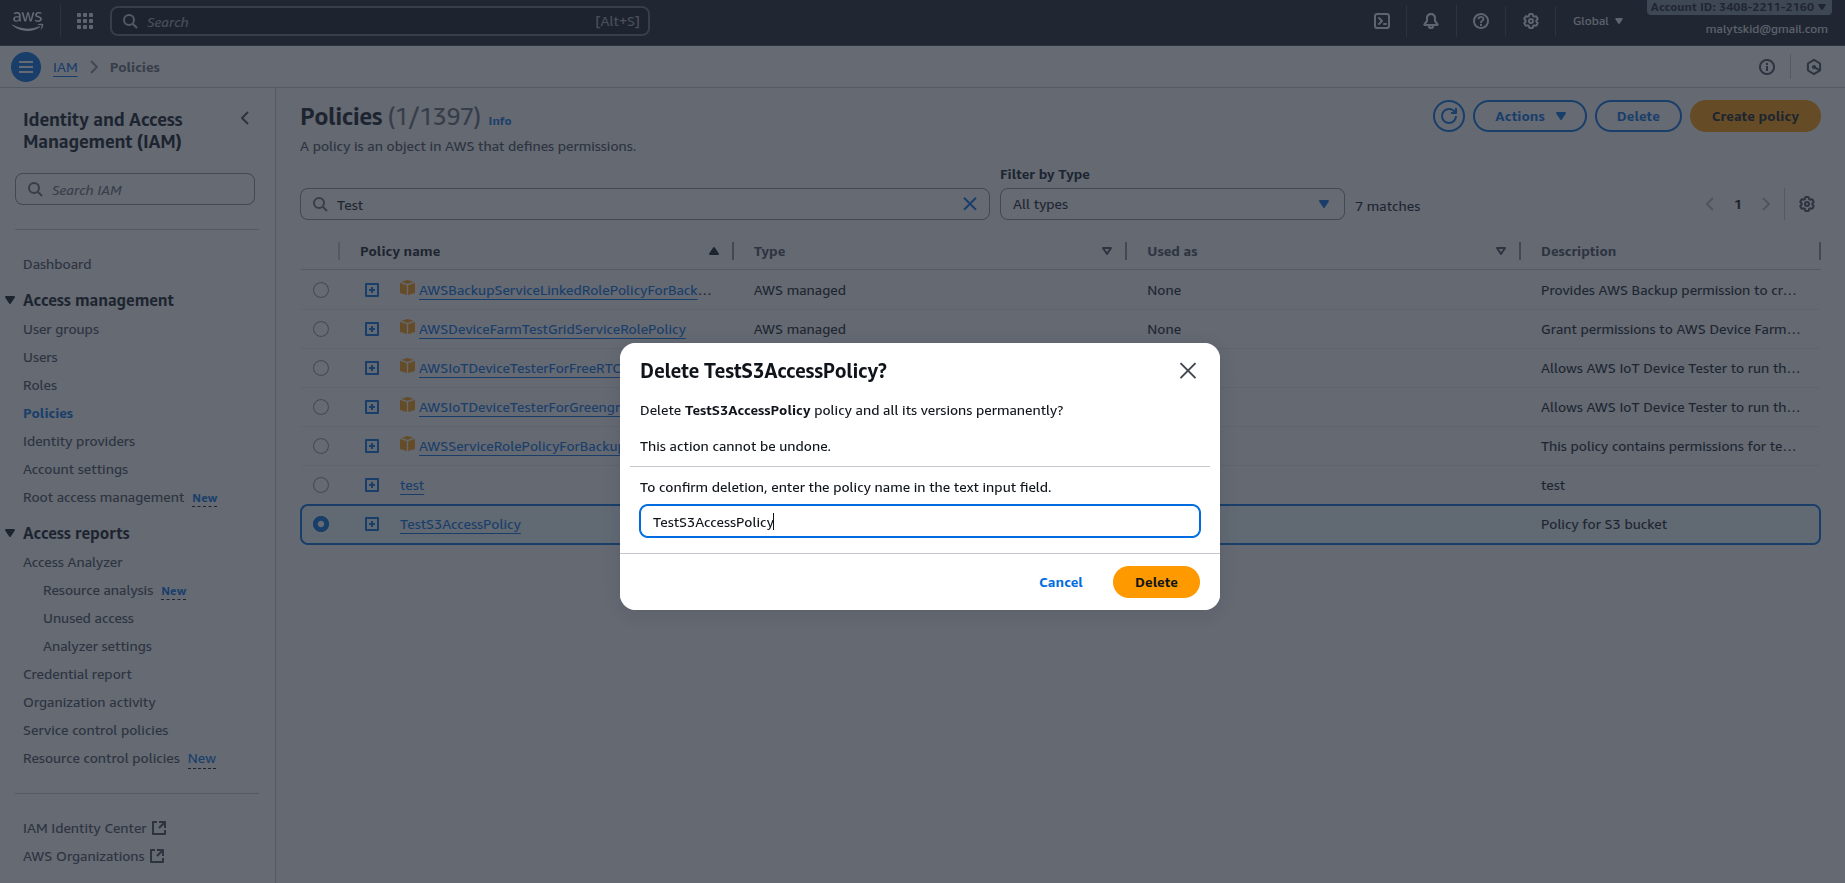 aws
Search
[Alt+S]
Global
Account ID: 3408-2211-2160
malytskid@gmail.com
IAM
Policies
Identity and Access
Management (IAM)
Search IAM
Dashboard
Access management
User groups
Users
Roles
Policies
Identity providers
Account settings
Root access management New
Access reports
Access Analyzer
Resource analysis New
Unused access
Analyzer settings
Credential report
Organization activity
Service control policies
Resource control policies New
IAM Identity Center
AWS Organizations
Policies (1/1397) Info
A policy is an object in AWS that defines permissions.
Actions
Delete
Create policy
Filter by Type
Test
All types
7 matches
1
Policy name Type Used as Description
AWSBackupServiceLinkedRolePolicyForBack... AWS managed None Provides AWS Backup permission to cr...
AWSDeviceFarmTestGridServiceRolePolicy AWS managed None Grant permissions to AWS Device Farm...
AWSIoTDeviceTesterForFreeRTO Allows AWS IoT Device Tester to run th...
AWSIoTDeviceTesterForGreengr Allows AWS IoT Device Tester to run th...
AWSServiceRolePolicyForBackup This policy contains permissions for te...
test test
TestS3AccessPolicy Policy for S3 bucket
Delete TestS3AccessPolicy?
Delete TestS3AccessPolicy policy and all its versions permanently?
This action cannot be undone.
To confirm deletion, enter the policy name in the text input field.
TestS3AccessPolicy
Cancel
Delete